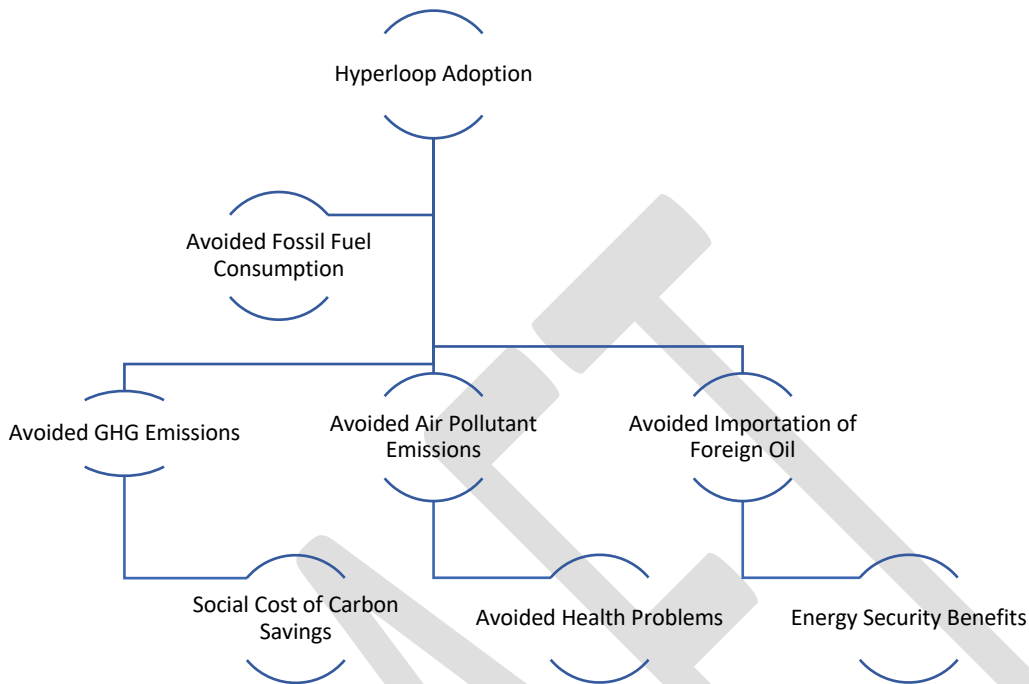 Hyperloop Adoption
Avoided Fossil Fuel
Consumption
Avoided GHG Emissions
Avoided Air Pollutant
Emissions
Avoided Importation of
Foreign Oil
Social Cost of Carbon
Savings
Avoided Health Problems
Energy Security Benefits